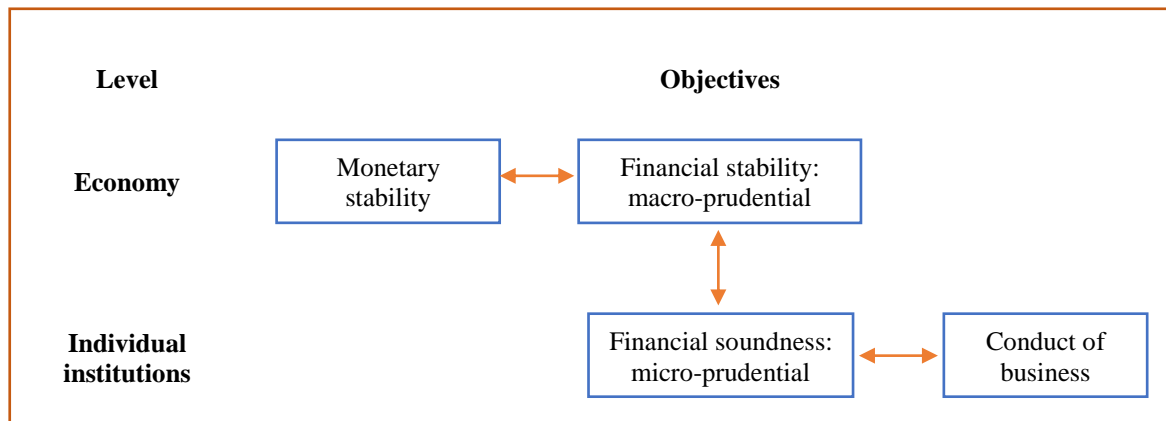 Level
Objectives
Economy
Monetary
stability
Financial stability:
macro-prudential
Individual
institutions
Financial soundness:
micro-prudential
Conduct of
business